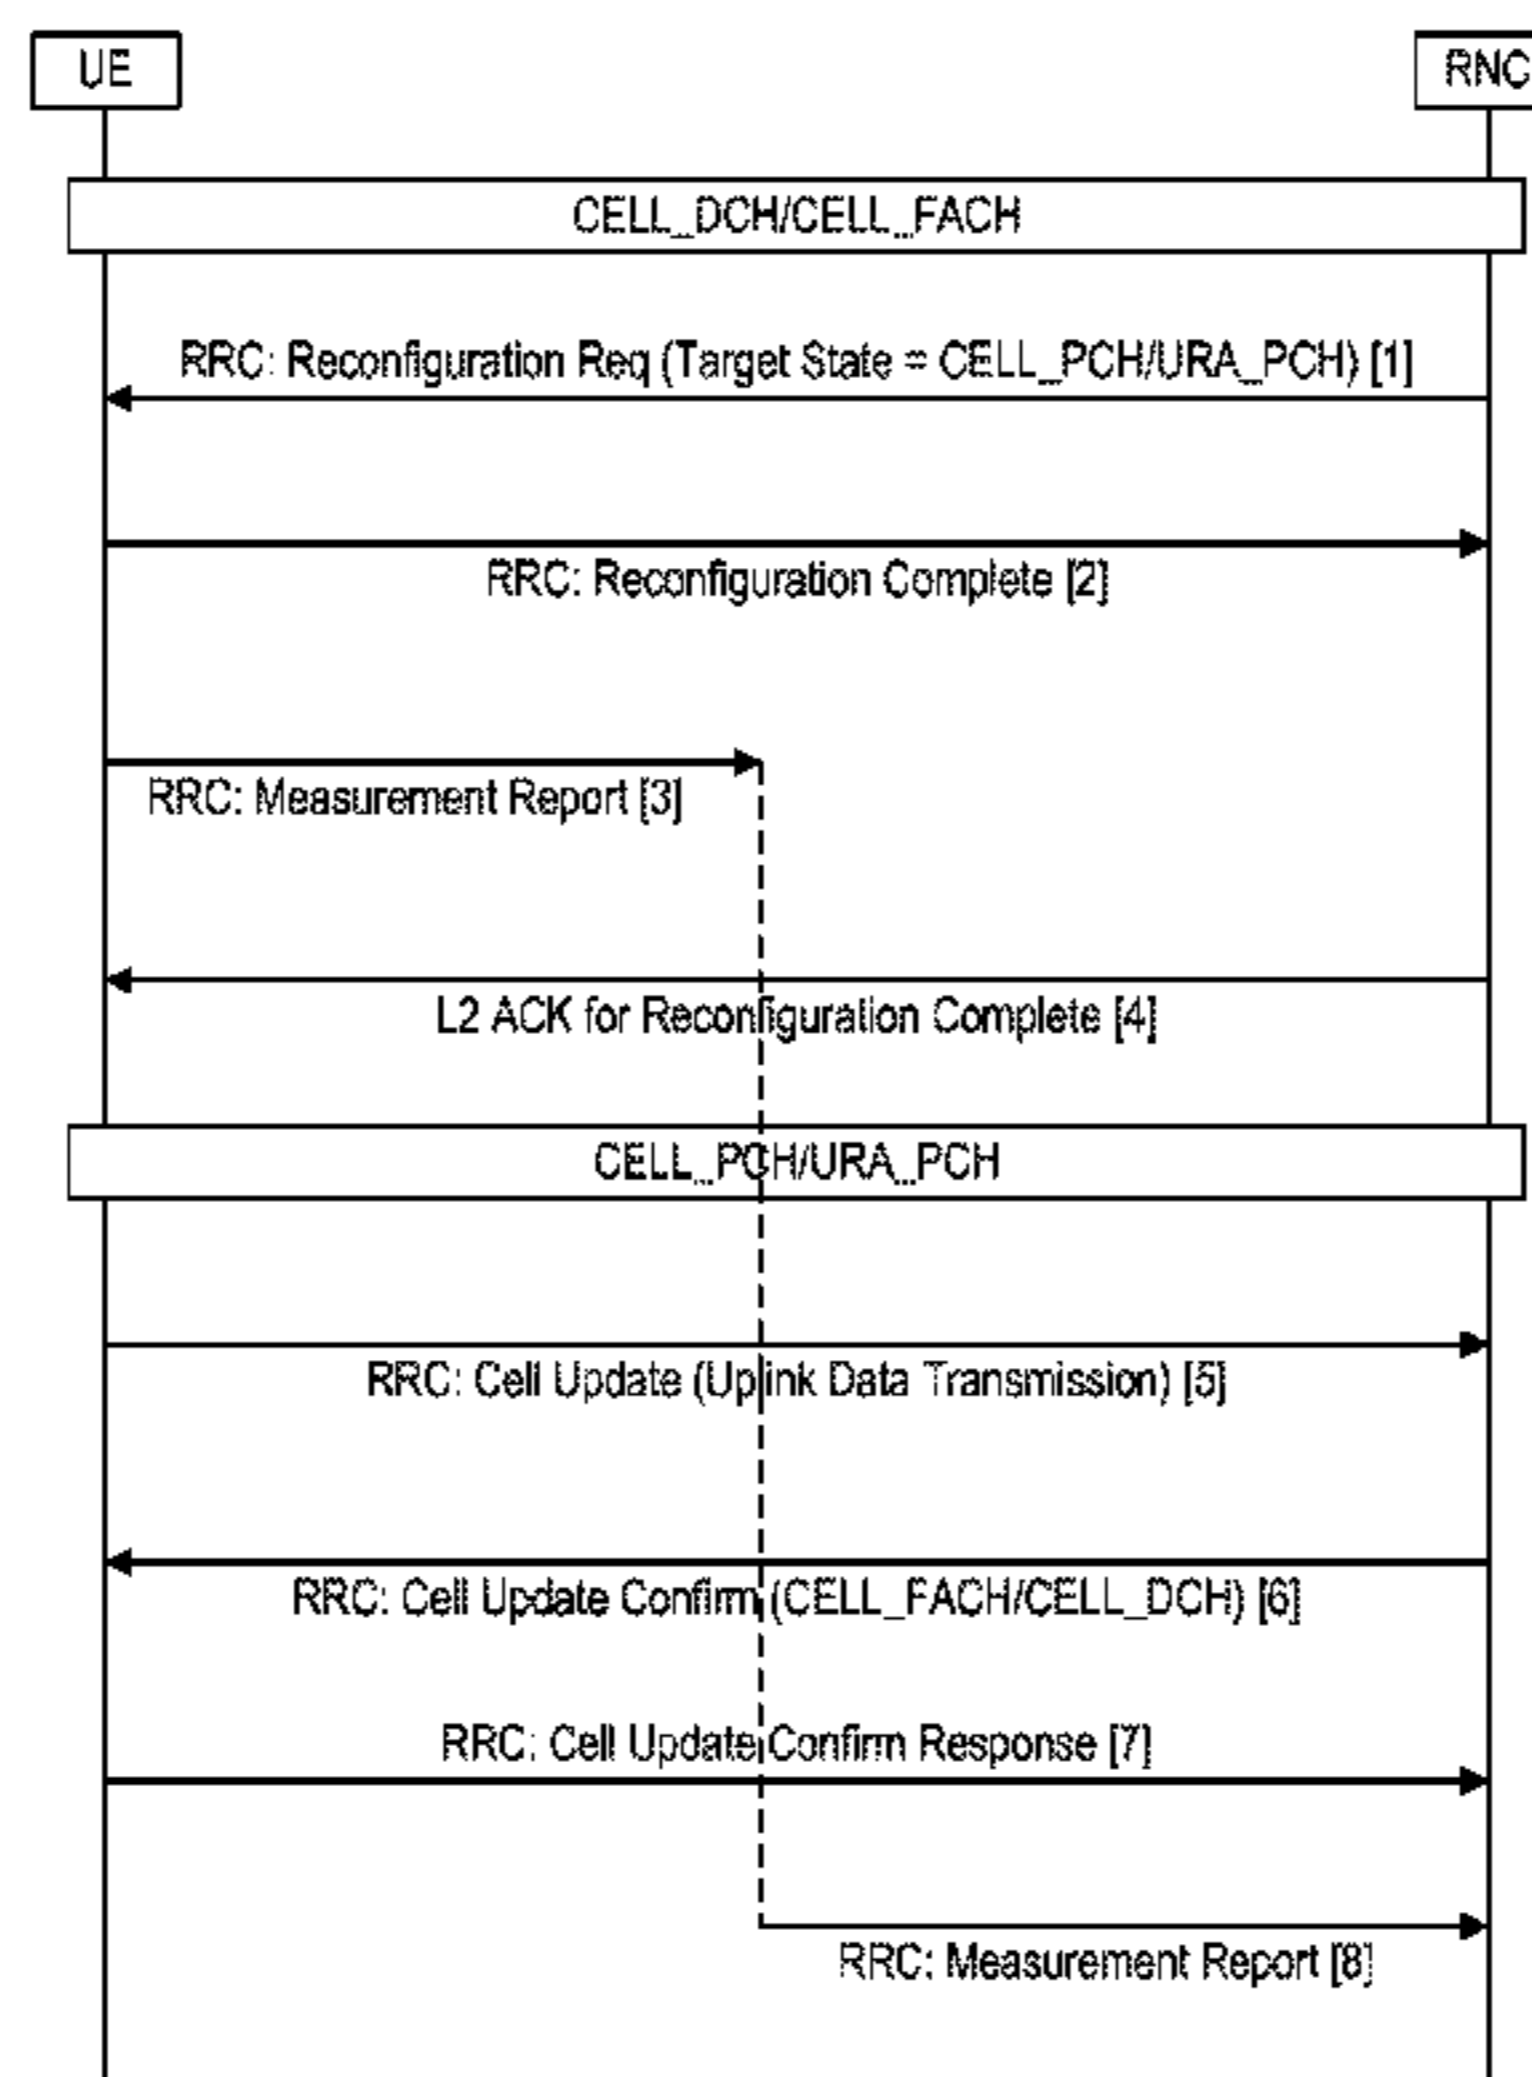 UE
RNC
CELL_DCH/CELL_FACH
RRC: Reconfiguration Req (Target State = CELL_PCH/URA_PCH) [1]
RRC: Reconfiguration Complete [2]
RRC: Measurement Report [3]
L2 ACK for Reconfiguration Complete [4]
CELL_PCH/URA_PCH
RRC: Cell Update (Uplink Data Transmission) [5]
RRC: Cell Update Confirm (CELL_FACH/CELL_DCH) [6]
RRC: Cell Update Confirm Response [7]
RRC: Measurement Report [8]